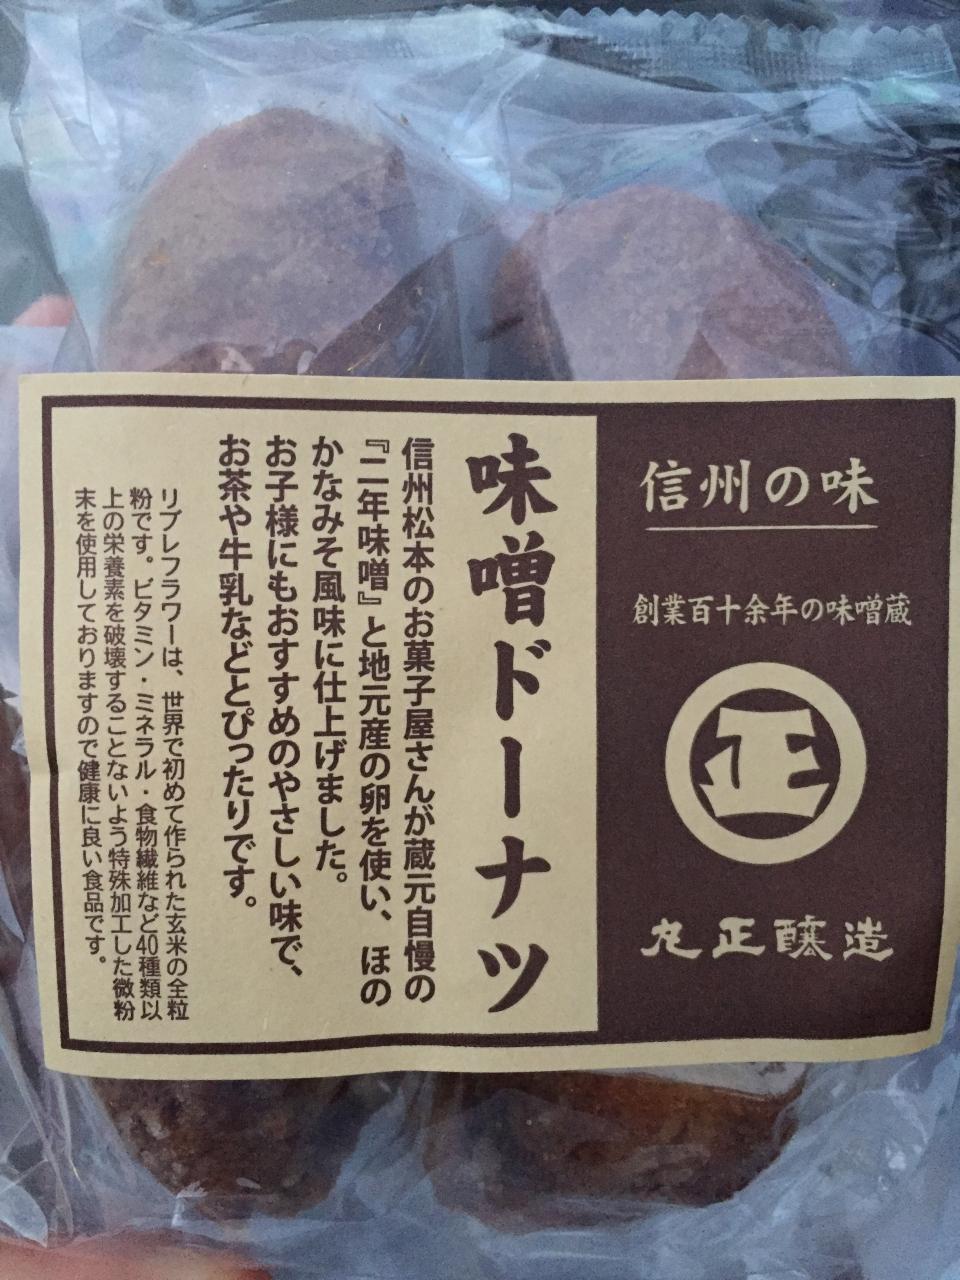 信州の味
創業百十余年の味噌蔵
正
丸正醸造
味噌ドーナツ
信州松本のお菓子屋さんが蔵元自慢の
『二年味噌』と地元産の卵を使い、ほの
かなみそ風味に仕上げました。
お子様にもおすすめのやさしい味で、
お茶や牛乳などとぴったりです。
リブレフラワーは、世界で初めて作られた玄米の全粒
粉です。ビタミン・ミネラル・食物繊維など40種類以
上の栄養素を破壊することないよう特殊加工した微粉
末を使用しておりますので健康に良い食品です。